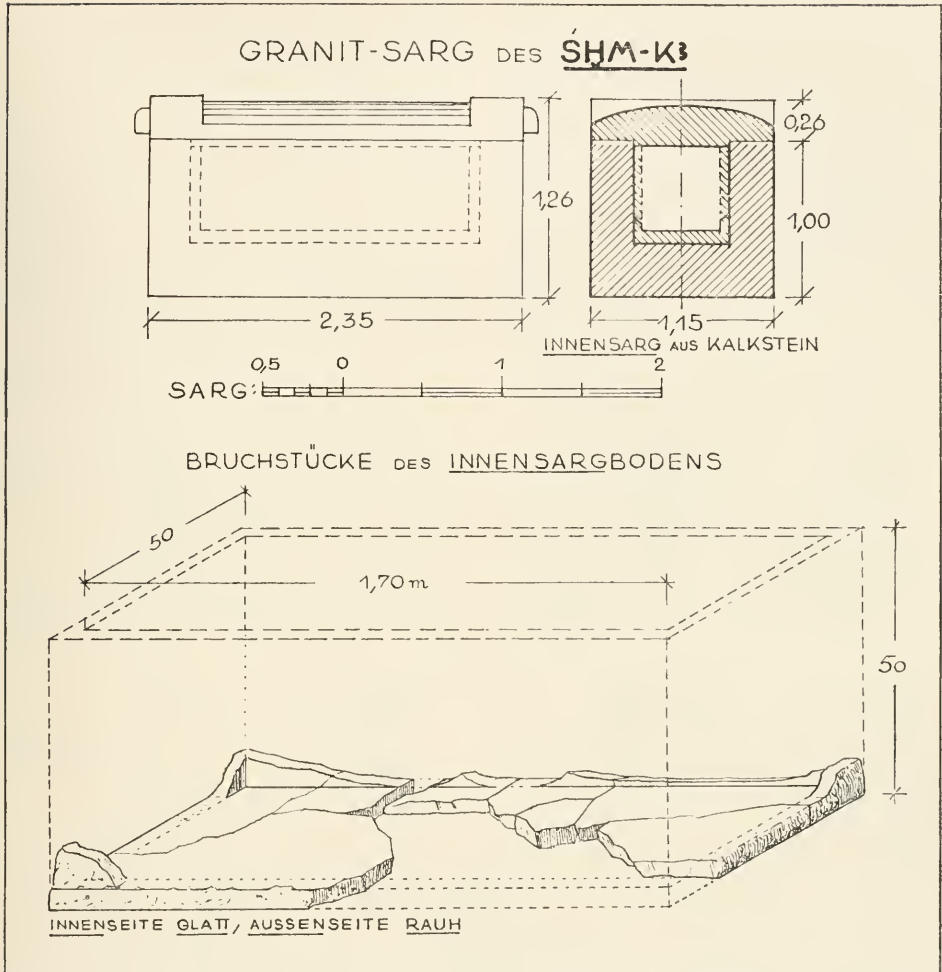 GRANIT-SARG DES ŚḪM-K3
0,26
1,26
1,00
2,35
1,15
INNENSARG AUS KALKSTEIN
0,5 0 1 2
SARG:
BRUCHSTÜCKE DES INNENSARGBODENS
50
1,70 m
50
INNENSEITE GLATT, AUSSENSEITE RAUH